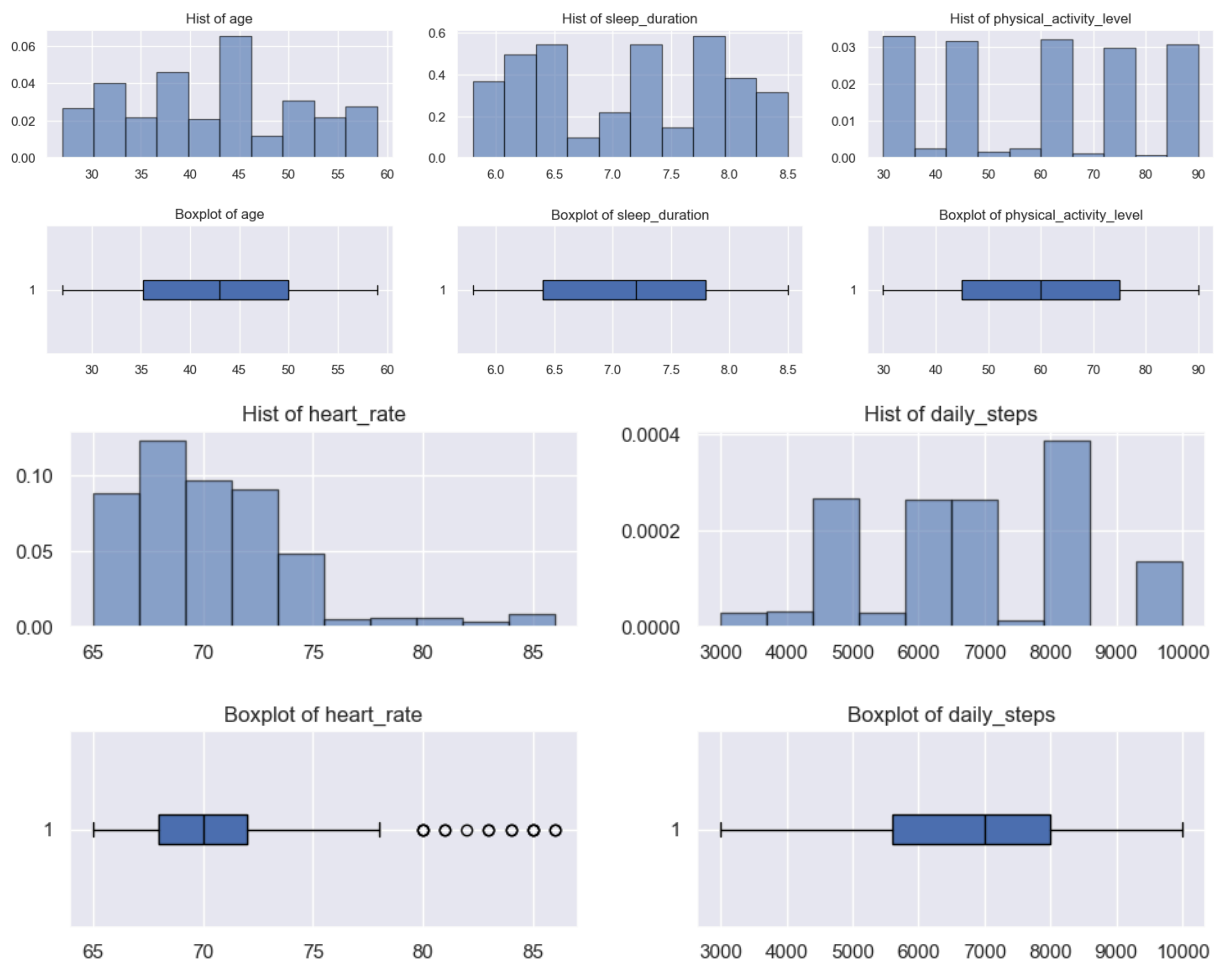 Hist of age
Hist of sleep_duration
Hist of physical_activity_level
0.06
0.04
0.02
0.00
30 35 40 45 50 55 60
0.6
0.4
0.2
0.0
6.0 6.5 7.0 7.5 8.0 8.5
0.03
0.02
0.01
0.00
30 40 50 60 70 80 90
Boxplot of age
Boxplot of sleep_duration
Boxplot of physical_activity_level
1
30 35 40 45 50 55 60
1
6.0 6.5 7.0 7.5 8.0 8.5
1
30 40 50 60 70 80 90
Hist of heart_rate
Hist of daily_steps
0.10
0.05
0.00
65 70 75 80 85
0.0004
0.0002
0.0000
3000 4000 5000 6000 7000 8000 9000 10000
Boxplot of heart_rate
Boxplot of daily_steps
1
65 70 75 80 85
1
3000 4000 5000 6000 7000 8000 9000 10000